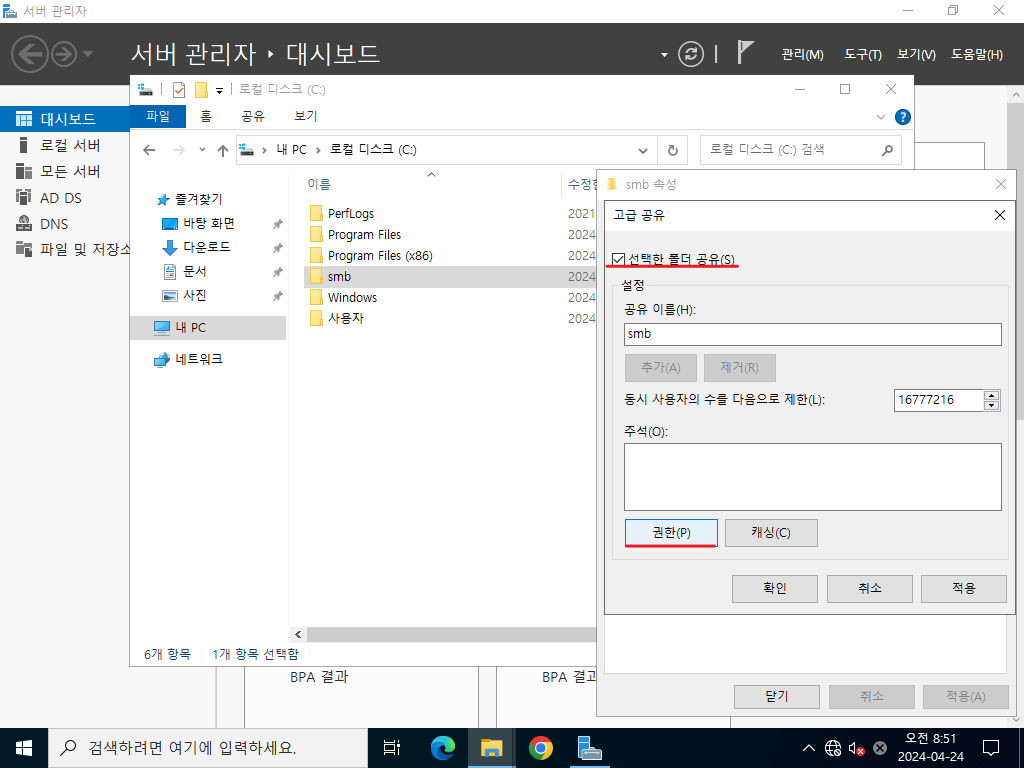 서버 관리자
서버 관리자 ‣ 대시보드
관리(M) 도구(T) 보기(V) 도움말(H)
로컬 디스크 (C:)
파일 홈 공유 보기
내 PC 로컬 디스크 (C:)
로컬 디스크 (C:) 검색
대시보드
로컬 서버
모든 서버
AD DS
DNS
파일 및 저장소
즐겨찾기
바탕 화면
다운로드
문서
사진
내 PC
네트워크
이름
PerfLogs 2021
Program Files 2024
Program Files (x86) 2024
smb 2024
Windows 2024
사용자 2024
6개 항목 1개 항목 선택함
BPA 결과
smb 속성
고급 공유
선택한 폴더 공유(S)
설정
공유 이름(H):
smb
추가(A) 제거(R)
동시 사용자의 수를 다음으로 제한(L): 16777216
주석(O):
권한(P) 캐싱(C)
확인 취소 적용
닫기 취소 적용(A)
검색하려면 여기에 입력하세요.
오전 8:51
2024-04-24